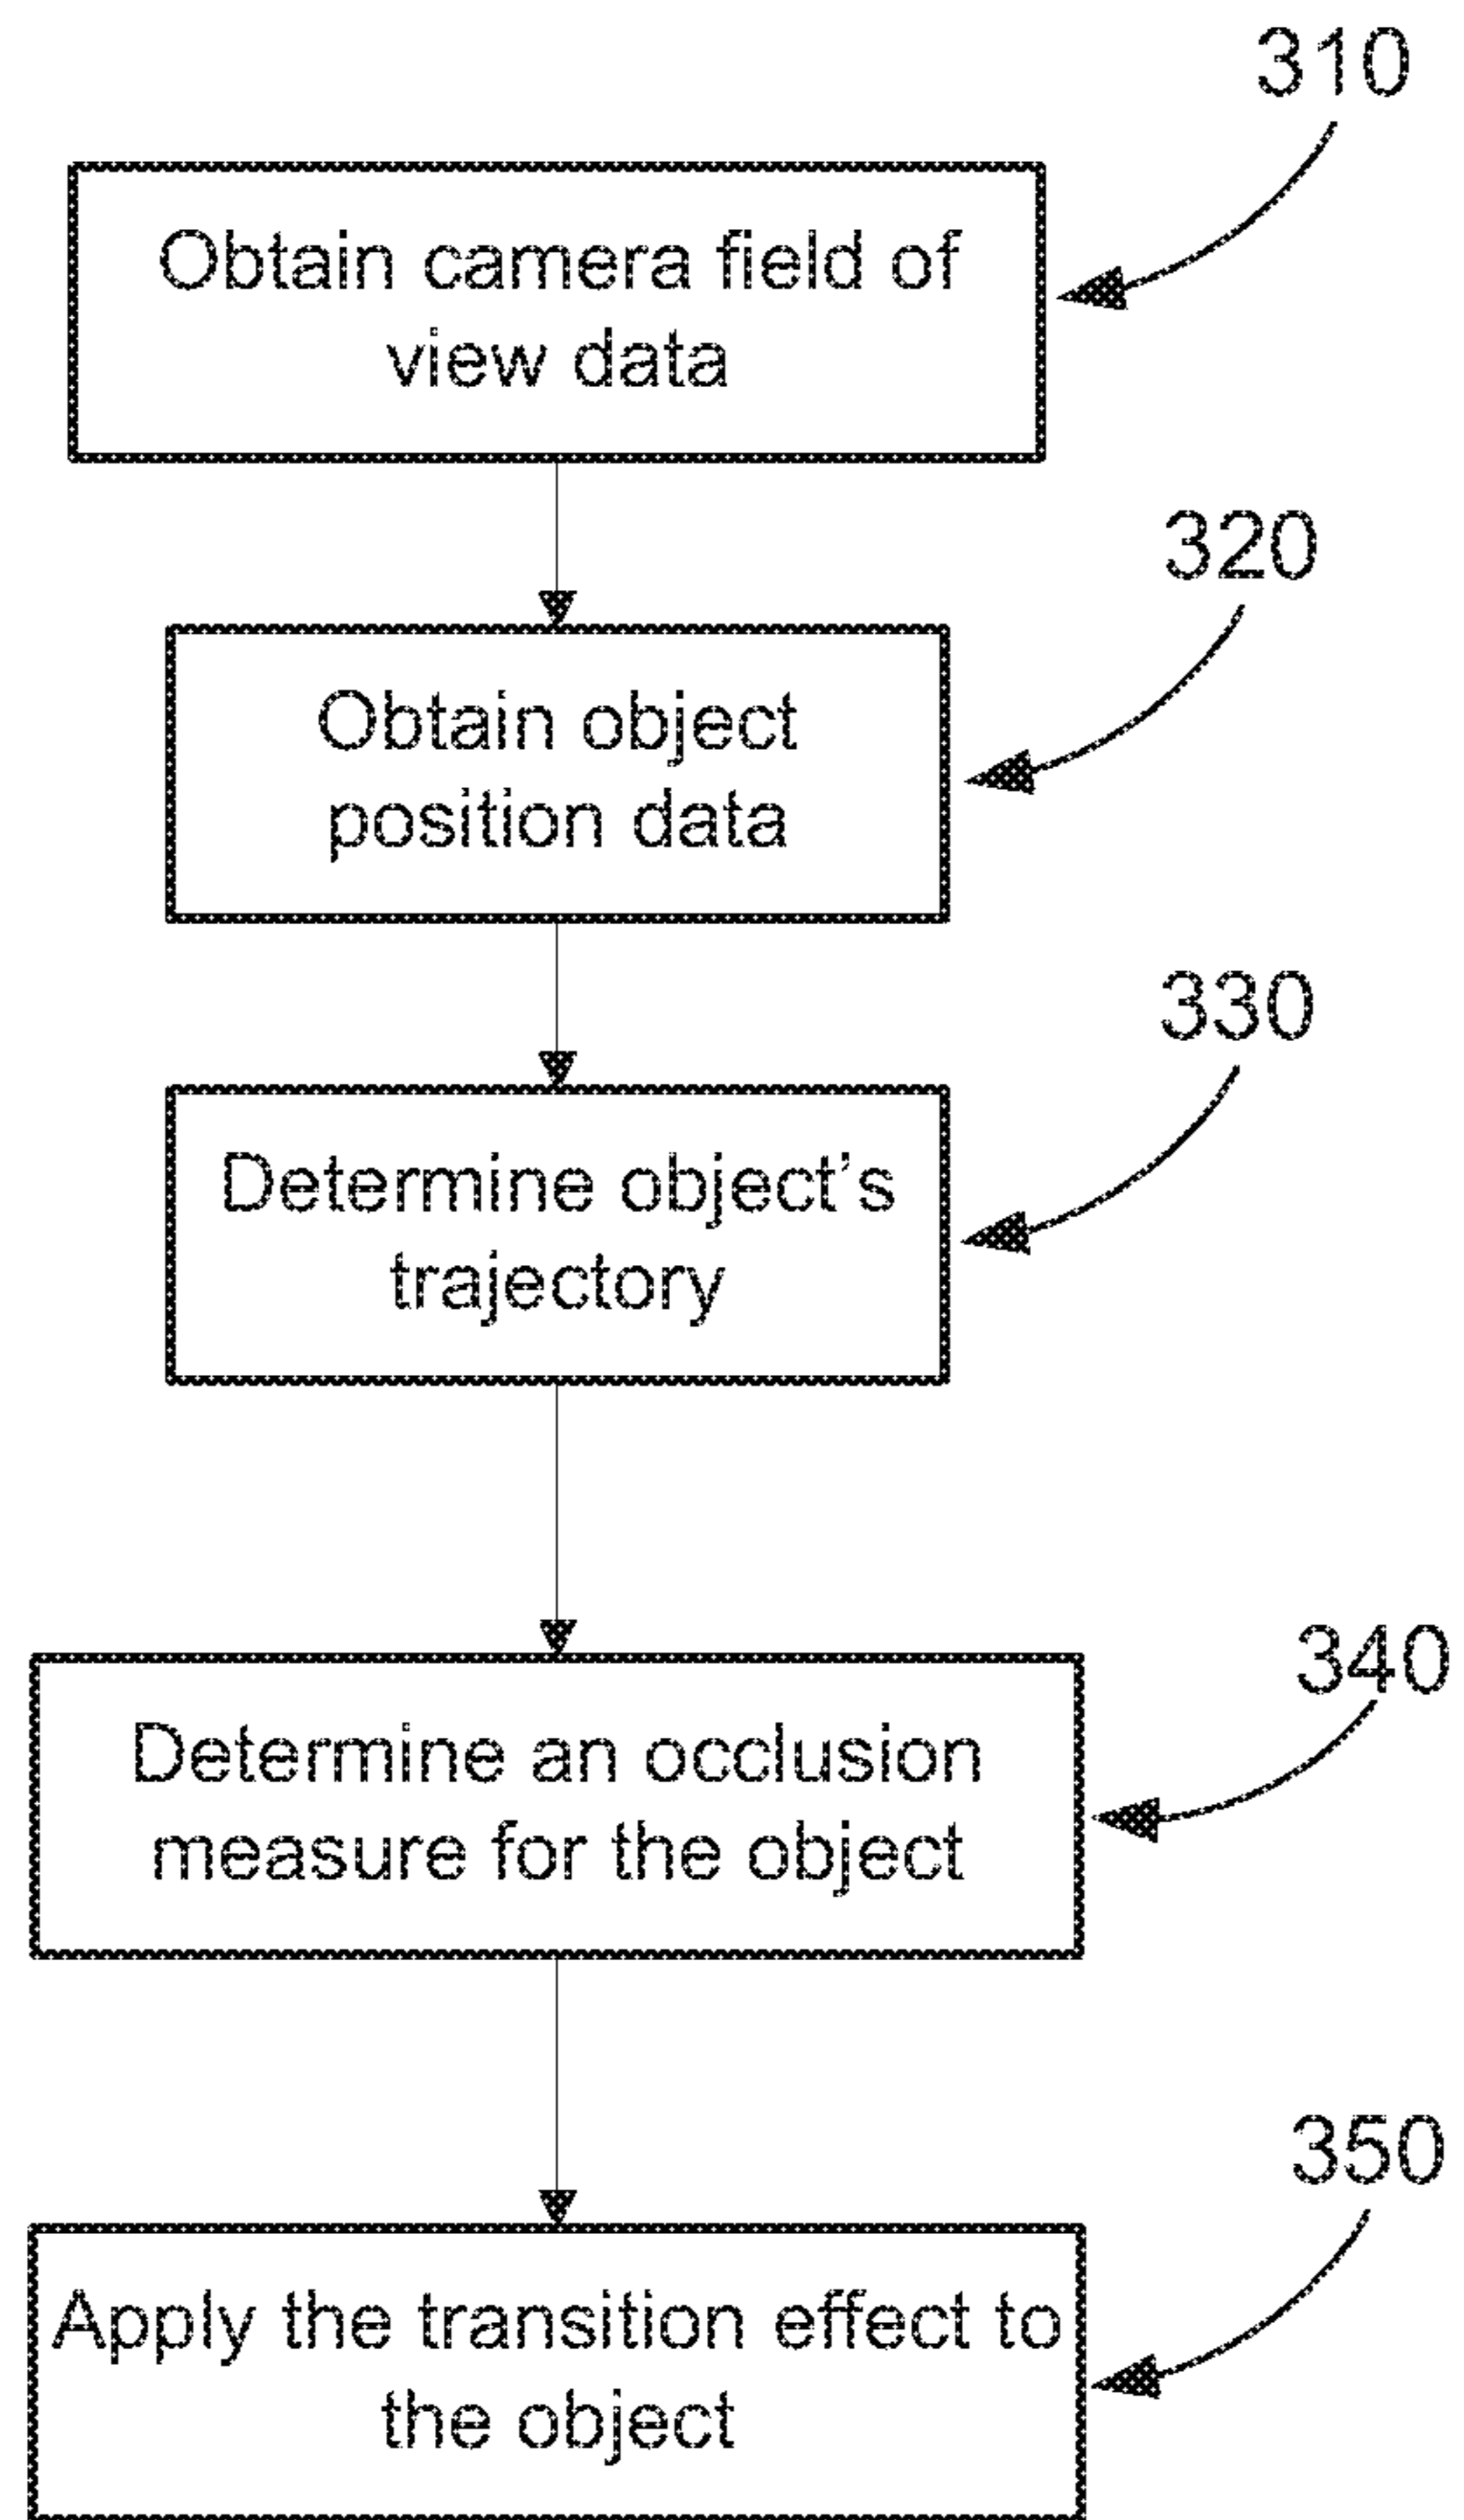 310
Obtain camera field of
view data
320
Obtain object
position data
330
Determine object's
trajectory
340
Determine an occlusion
measure for the object
350
Apply the transition effect to
the object